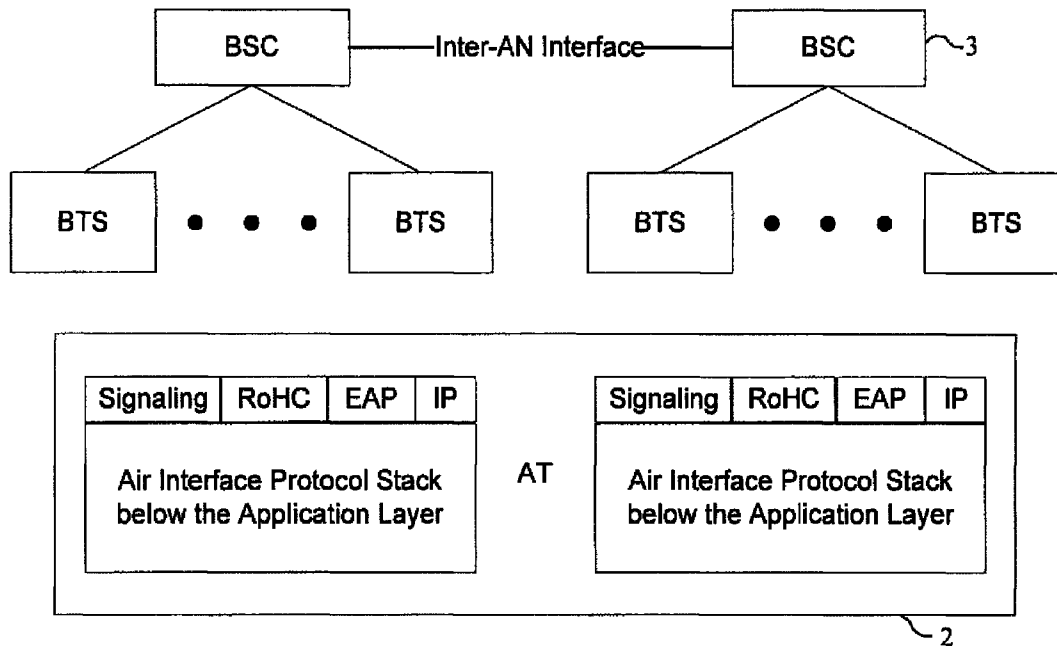 BSC Inter-AN Interface BSC 3
BTS BTS BTS BTS
Signaling RoHC EAP IP Signaling RoHC EAP IP
Air Interface Protocol Stack
below the Application Layer
AT
Air Interface Protocol Stack
below the Application Layer
2